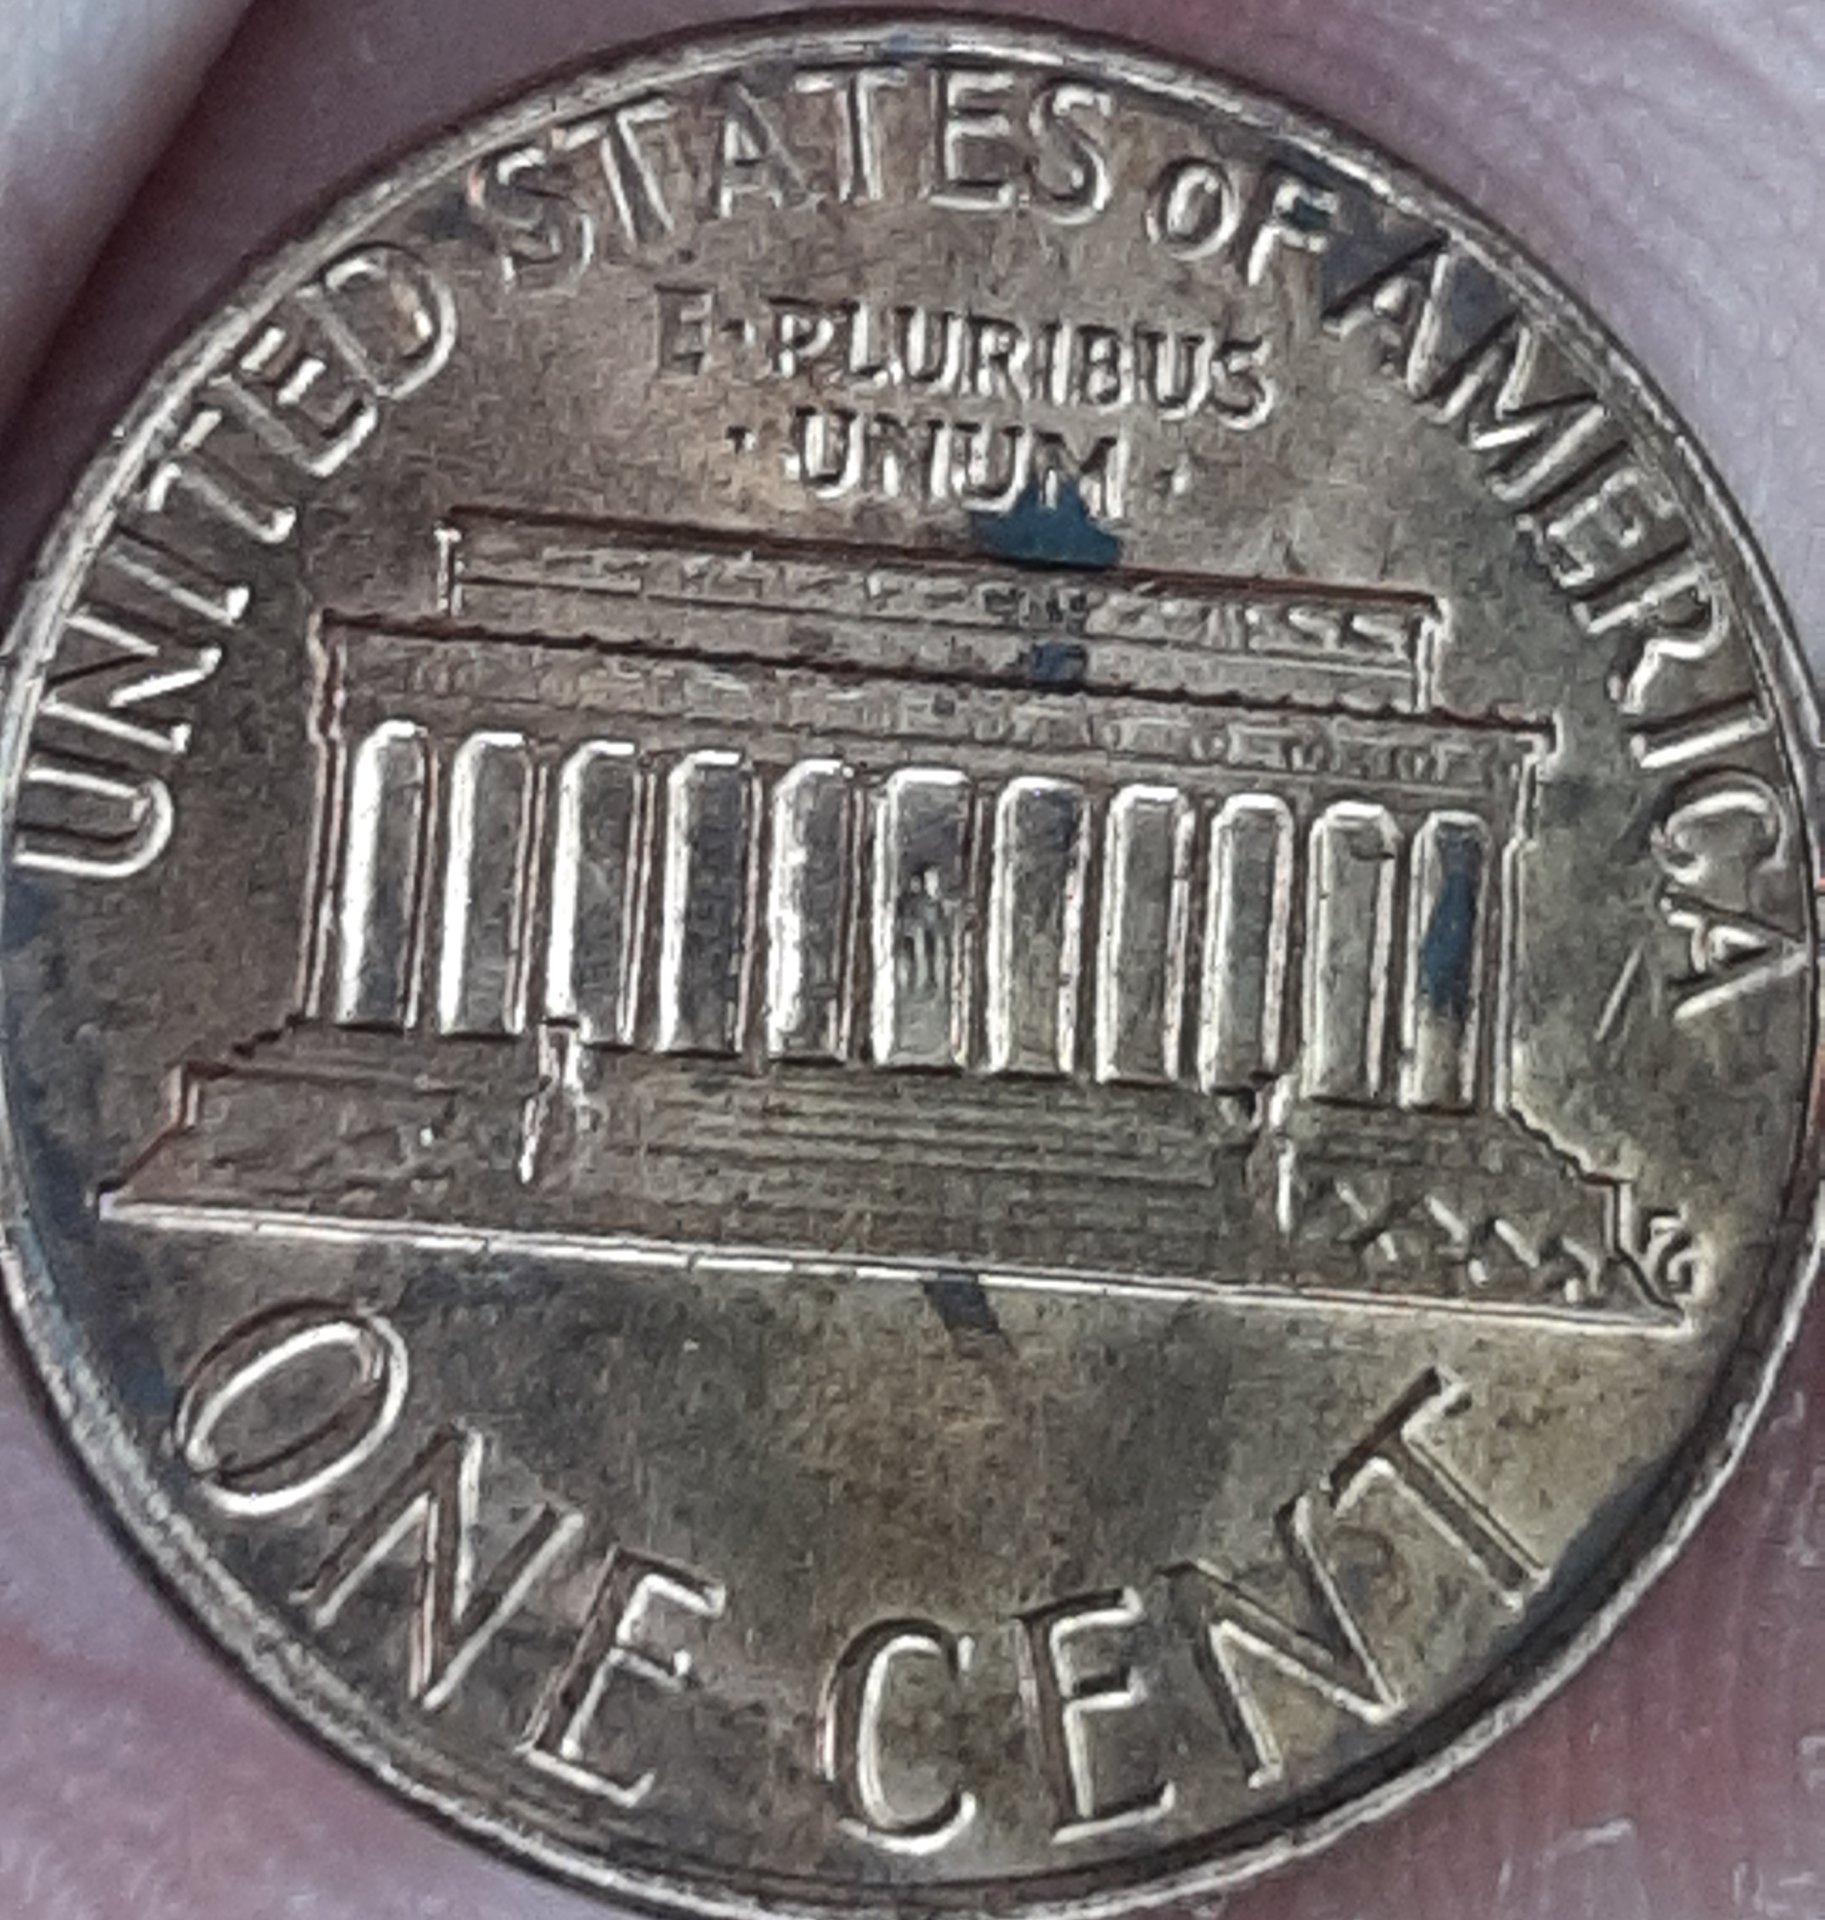 UNITED STATES OF AMERICA
E·PLURIBUS
·UNUM·
ONE CENT